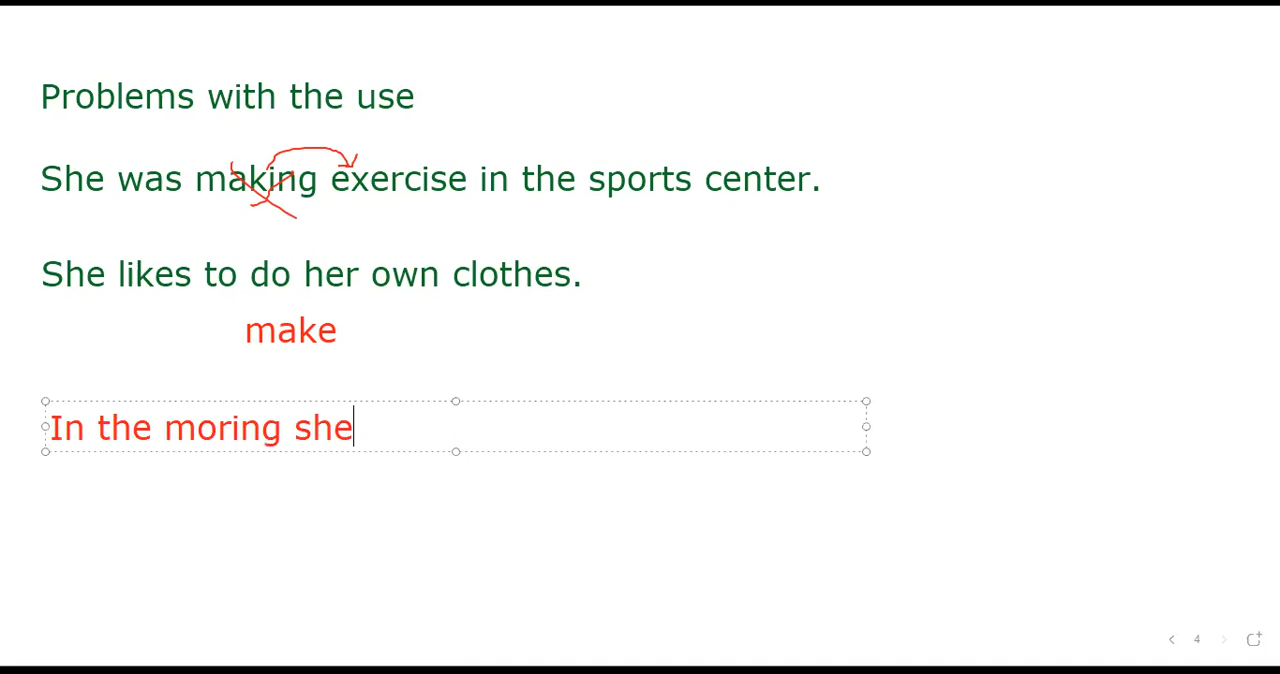 Problems with the use
She was making exercise in the sports center.
She likes to do her own clothes.
make
In the moring she
4